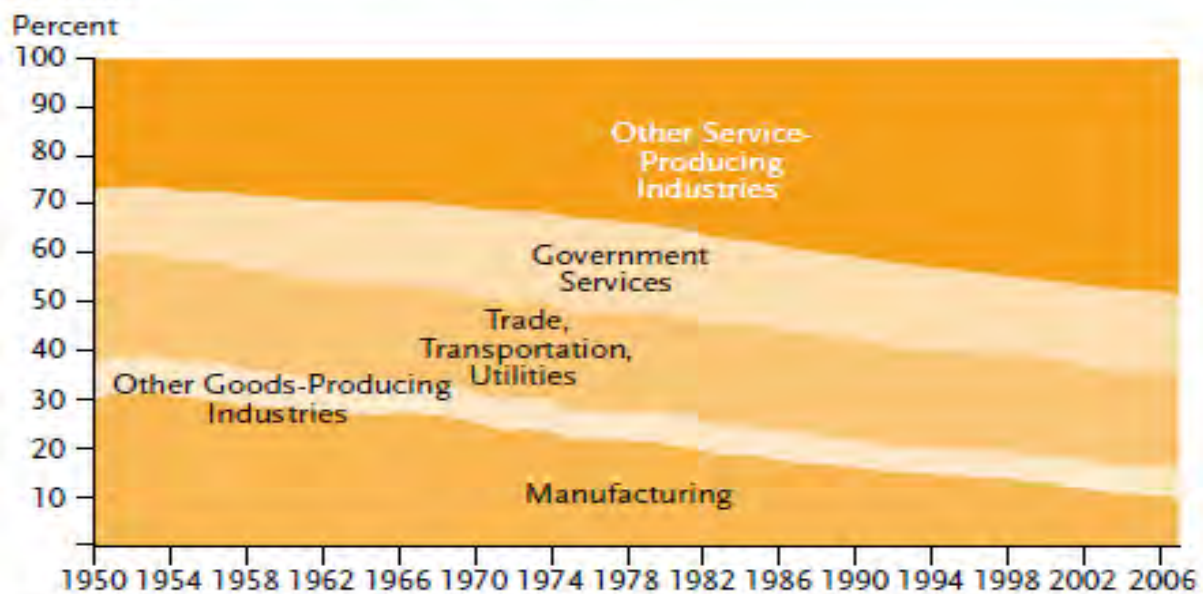 Percent
100
90
80
70
60
50
40
30
20
10
Other Service-
Producing
Industries
Government
Services
Trade,
Transportation,
Utilities
Other Goods-Producing
Industries
Manufacturing
1950 1954 1958 1962 1966 1970 1974 1978 1982 1986 1990 1994 1998 2002 2006